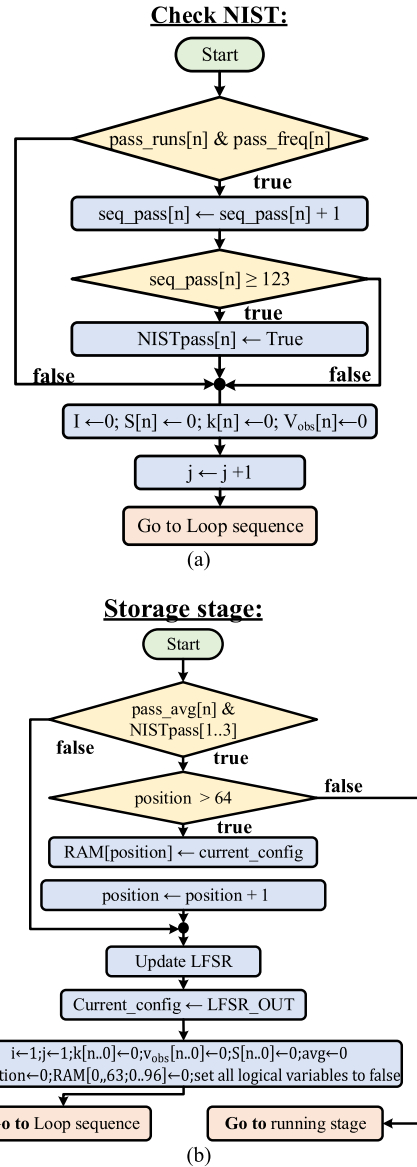 Check NIST:
Start
pass_runs[n] & pass_freq[n]
true
seq_pass[n] ← seq_pass[n] + 1
seq_pass[n] ≥ 123
true
NISTpass[n] ← True
false
false
I ←0; S[n] ← 0; k[n] ←0; Vobs[n]←0
j ← j +1
Go to Loop sequence
(a)
Storage stage:
Start
pass_avg[n] &
NISTpass[1..3]
false
true
position > 64
false
true
RAM[position] ← current_config
position ← position + 1
Update LFSR
Current_config ← LFSR_OUT
i←1;j←1;k[n..0]←0;vobs[n..0]←0;S[n..0]←0;avg←0
tion←0;RAM[0,,63;0..96]←0;set all logical variables to false
to Loop sequence
Go to running stage
(b)